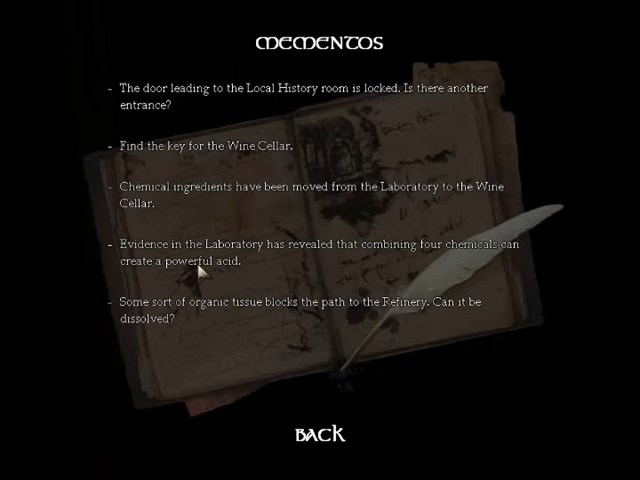 MEMENTOS
- The door leading to the Local History room is locked. Is there another
entrance?
- Find the key for the Wine Cellar.
- Chemical ingredients have been moved from the Laboratory to the Wine
Cellar.
- Evidence in the Laboratory has revealed that combining four chemicals can
create a powerful acid.
- Some sort of organic tissue blocks the path to the Refinery. Can it be
dissolved?
BACK